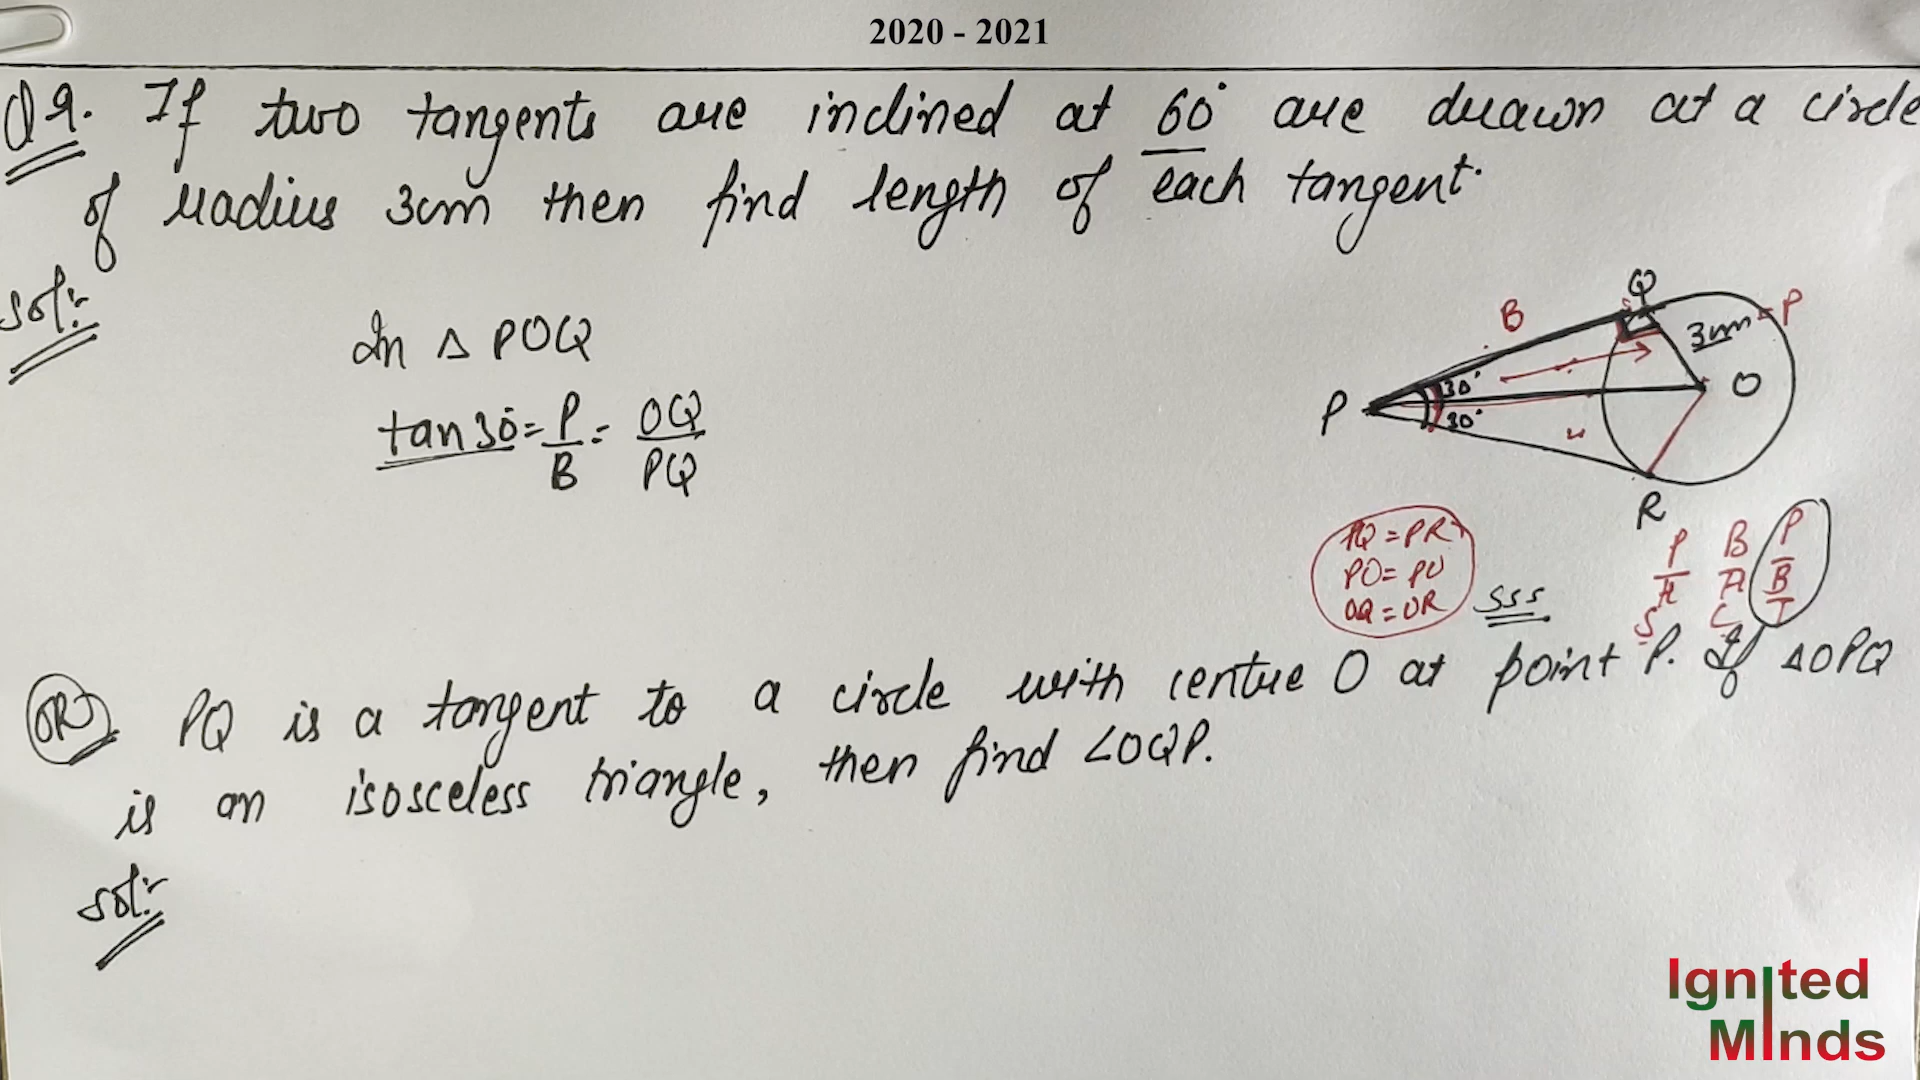 2020 - 2021
Q9. If two tangents are inclined at 60° are drawn at a circle
of radius 3cm then find length of each tangent.
Sol:-
In △ POQ
tan30° = P/B = OQ/PQ
Q
B
3cm
P
30°
P
O
30°
R
PQ = PR
PO = PO
OQ = OR
SSS
P B P
H H B
S C T
OR) PQ is a tangent to a circle with centre O at point P. If △OPQ
is an isosceless triangle, then find ∠OQP.
Sol:-
Ignited
Minds